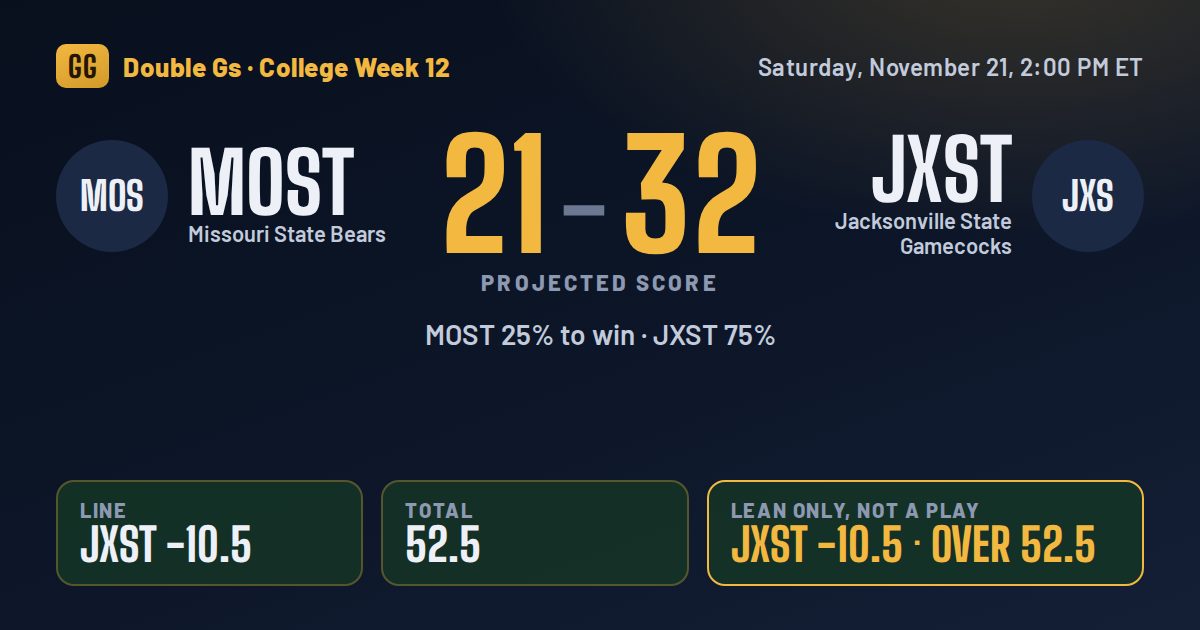 GG
Double Gs · College Week 12
Saturday, November 21, 2:00 PM ET
MOS
MOST
Missouri State Bears
21 – 32
PROJECTED SCORE
MOST 25% to win · JXST 75%
JXST
Jacksonville State
Gamecocks
JXS
LINE
JXST −10.5
TOTAL
52.5
LEAN ONLY, NOT A PLAY
JXST −10.5 · OVER 52.5